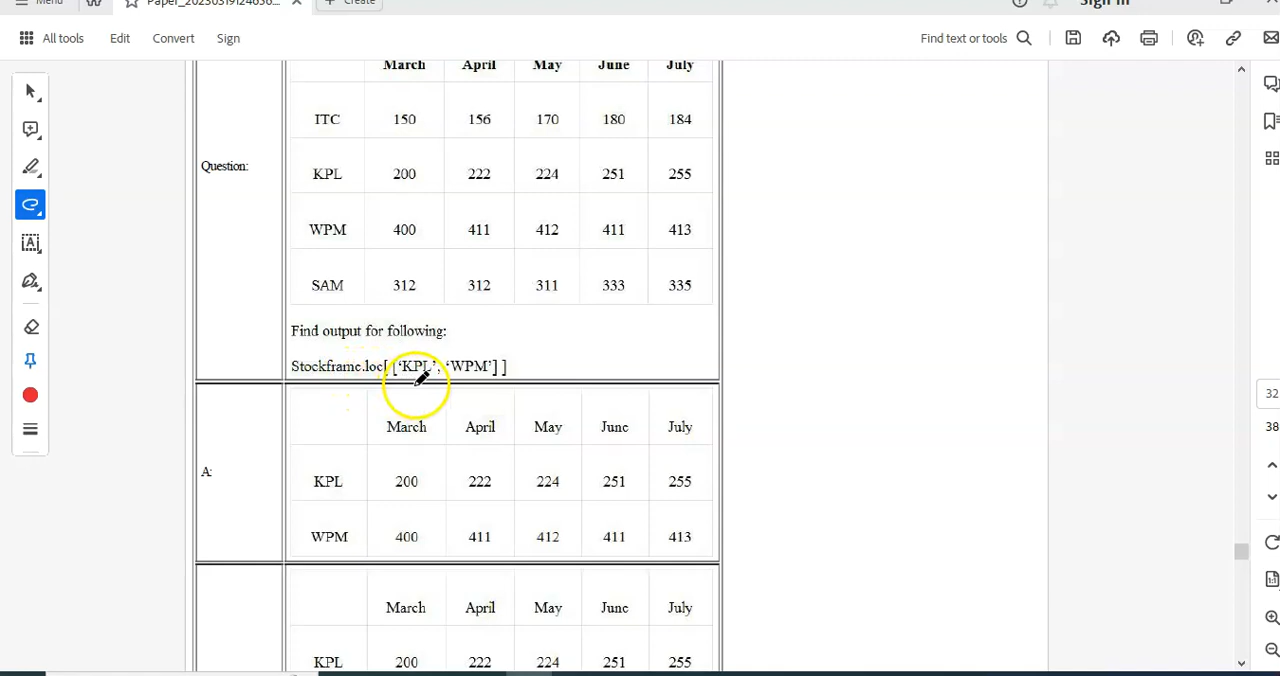 Menu Paper_20230319124656... Create Sign in
All tools Edit Convert Sign Find text or tools
March April May June July
ITC 150 156 170 180 184
Question:
KPL 200 222 224 251 255
WPM 400 411 412 411 413
SAM 312 312 311 333 335
Find output for following:
Stockframe.loc[ [‘KPL’, ‘WPM’] ]
32
38
March April May June July
A:
KPL 200 222 224 251 255
WPM 400 411 412 411 413
March April May June July
KPL 200 222 224 251 255